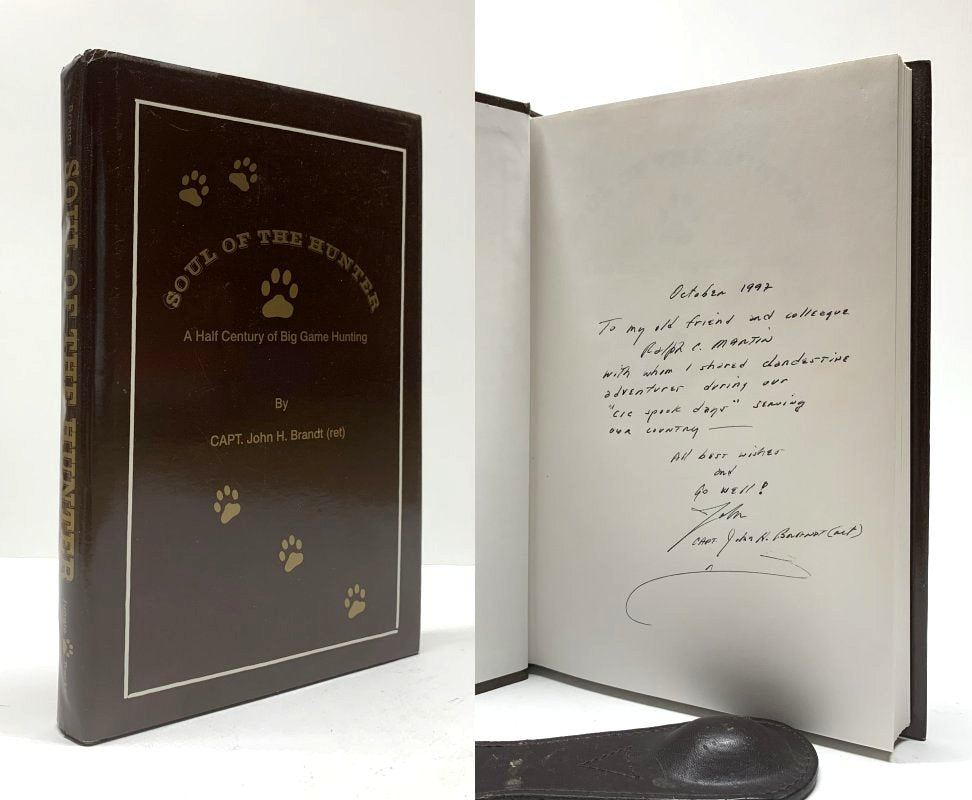 Brandt
SOUL OF THE HUNTER
SOUL OF THE HUNTER
A Half Century of Big Game Hunting
By
CAPT. John H. Brandt (ret)
October 1997
To my old friend and colleague
Ralph C. MARTIN
with whom I shared clandestine
adventures during our
"CIC spook days" serving
our country —
All best wishes
and
Go well!
John
CAPT. John H. Brandt (ret)